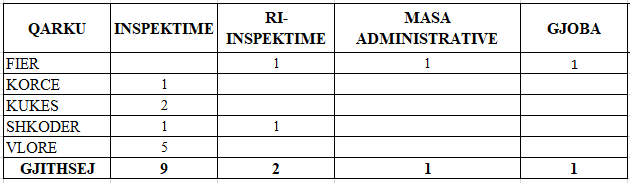 QARKU INSPEKTIME RI-INSPEKTIME MASA ADMINISTRATIVE GJOBA
FIER 1 1 1
KORCE 1
KUKES 2
SHKODER 1 1
VLORE 5
GJITHSEJ 9 2 1 1